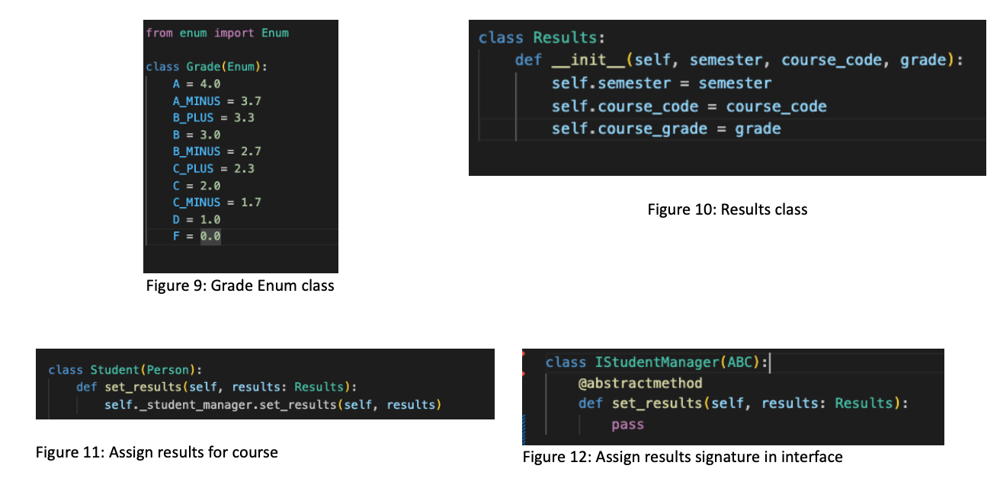 from enum import Enum
class Grade(Enum):
A = 4.0
A_MINUS = 3.7
B_PLUS = 3.3
B = 3.0
B_MINUS = 2.7
C_PLUS = 2.3
C = 2.0
C_MINUS = 1.7
D = 1.0
F = 0.0
Figure 9: Grade Enum class
class Results:
def __init__(self, semester, course_code, grade):
self.semester = semester
self.course_code = course_code
self.course_grade = grade
Figure 10: Results class
class Student(Person):
def set_results(self, results: Results):
self._student_manager.set_results(self, results)
Figure 11: Assign results for course
class IStudentManager(ABC):
@abstractmethod
def set_results(self, results: Results):
pass
Figure 12: Assign results signature in interface